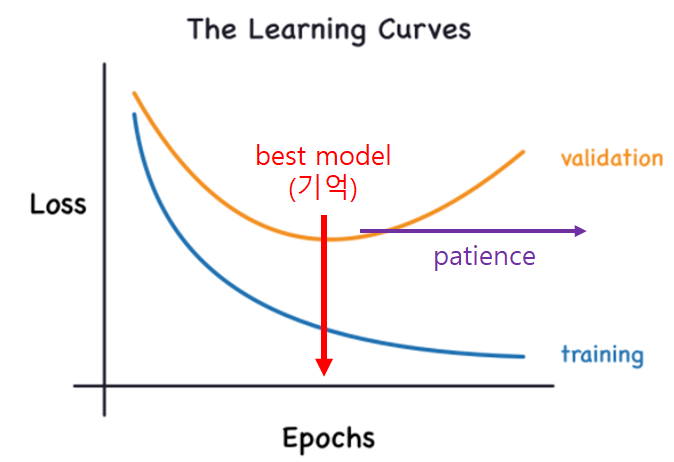 The Learning Curves
best model
(기억)
validation
Loss
patience
training
Epochs